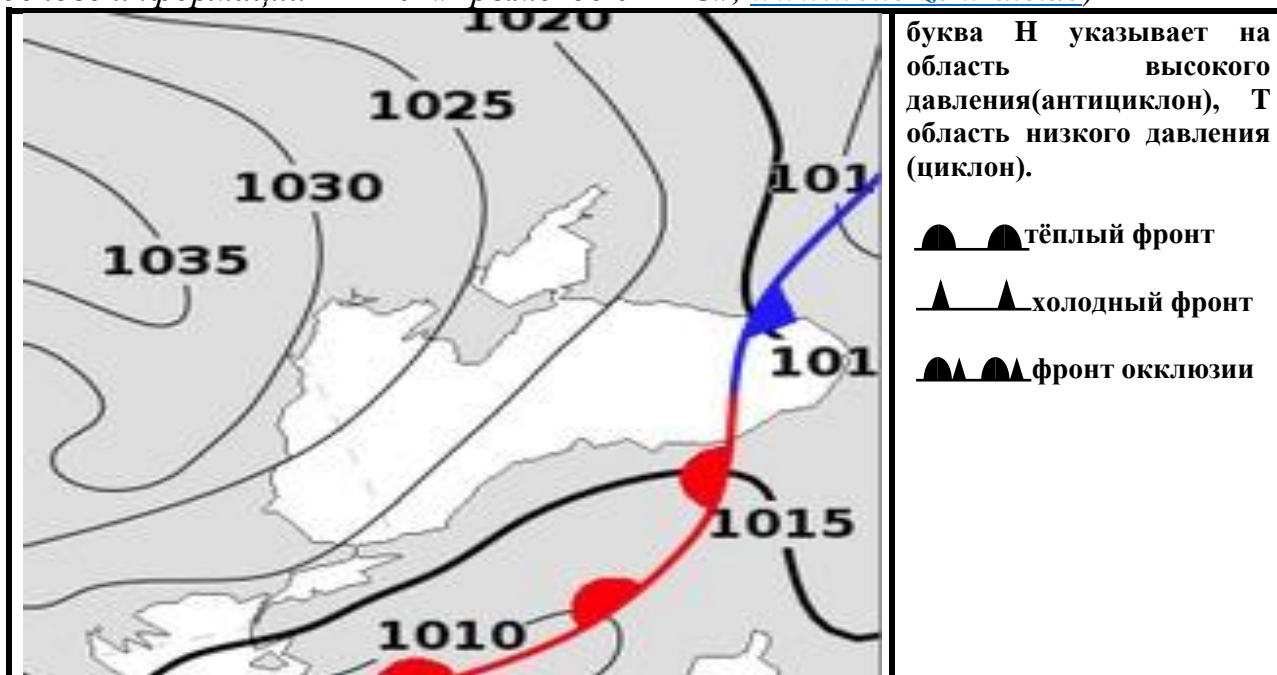 1020
1025
1030
101
1035
101
1015
1010
буква Н указывает на
область высокого
давления(антициклон), Т
область низкого давления
(циклон).
тёплый фронт
холодный фронт
фронт окклюзии